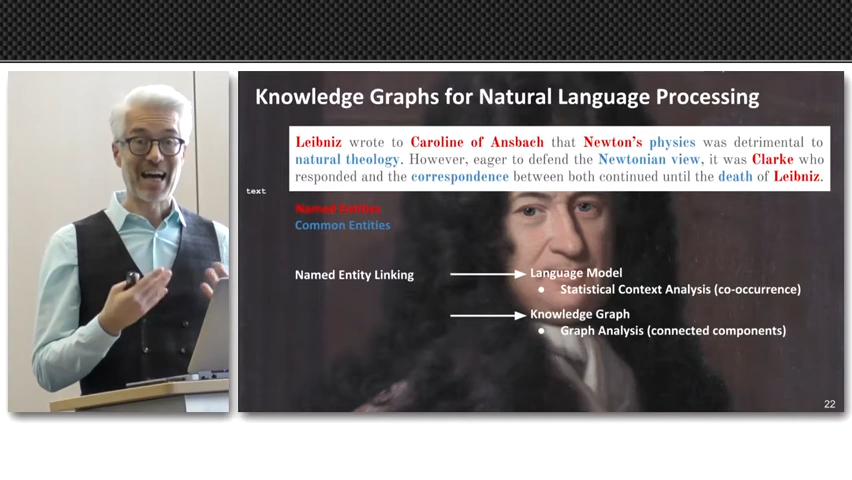 Knowledge Graphs for Natural Language Processing
Leibniz wrote to Caroline of Ansbach that Newton's physics was detrimental to
natural theology. However, eager to defend the Newtonian view, it was Clarke who
responded and the correspondence between both continued until the death of Leibniz.
text
Named Entities
Common Entities
Named Entity Linking
Language Model
● Statistical Context Analysis (co-occurrence)
Knowledge Graph
● Graph Analysis (connected components)
22